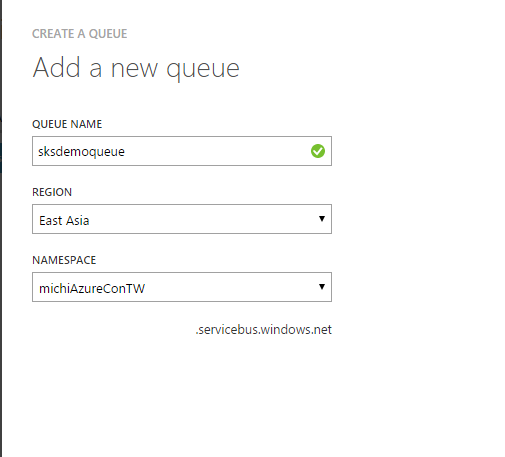 CREATE A QUEUE
Add a new queue
QUEUE NAME
sksdemoqueue
REGION
East Asia
NAMESPACE
michiAzureConTW
.servicebus.windows.net